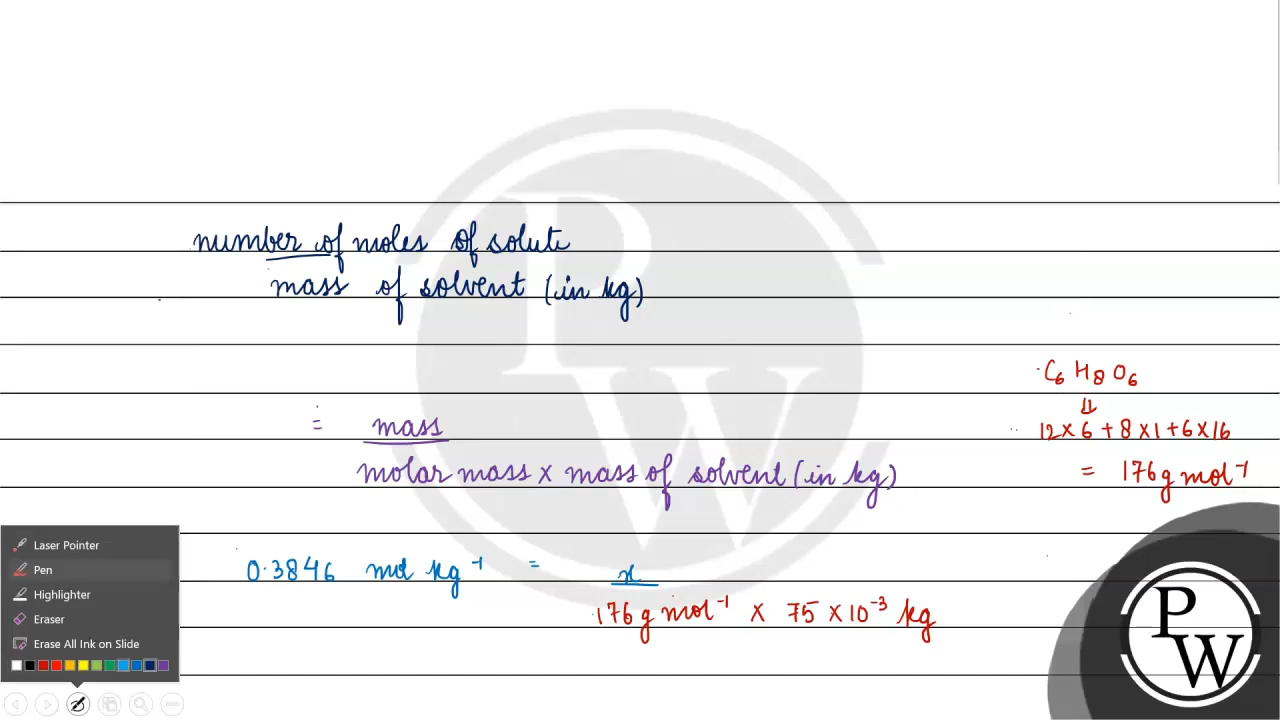 number of moles of solute
mass of solvent (in kg)
C6 H8 O6
⇓
= mass
12 × 6 + 8 × 1 + 6 × 16
molar mass × mass of solvent (in kg)
= 176 g mol⁻¹
Laser Pointer
Pen
Highlighter
Eraser
Erase All Ink on Slide
0.3846 mol kg⁻¹ = x
176 g mol⁻¹ × 75 × 10⁻³ kg
P
W
P
W